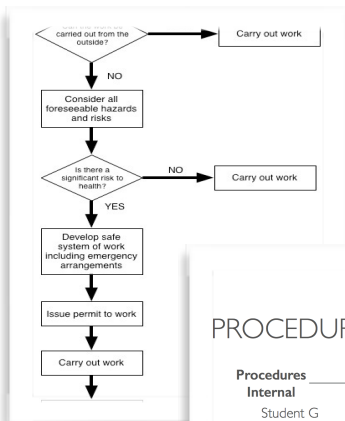 carried out from the
outside?
Carry out work
NO
Consider all
foreseeable hazards
and risks
Is there a
significant risk to
health?
NO
Carry out work
YES
Develop safe
system of work
including emergency
arrangements
Issue permit to work
Carry out work
PROCEDUR
Procedures
Internal
Student G